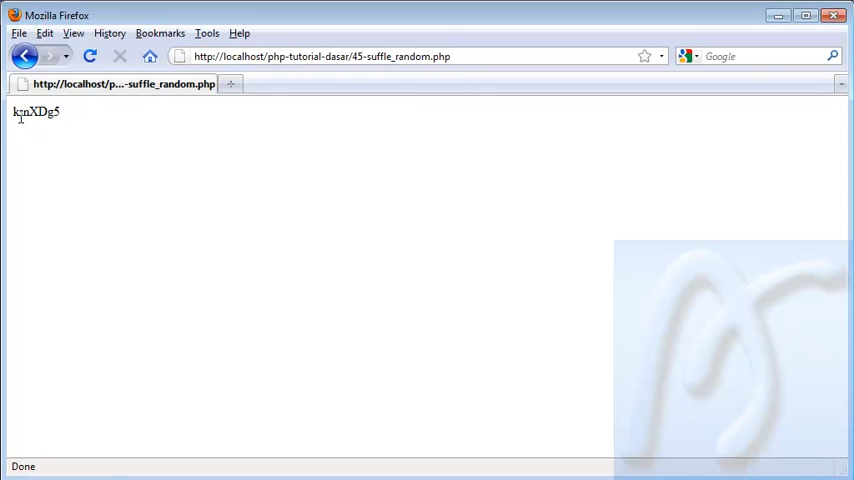 Mozilla Firefox
File Edit View History Bookmarks Tools Help
http://localhost/php-tutorial-dasar/45-suffle_random.php
Google
http://localhost/p...-suffle_random.php
Done